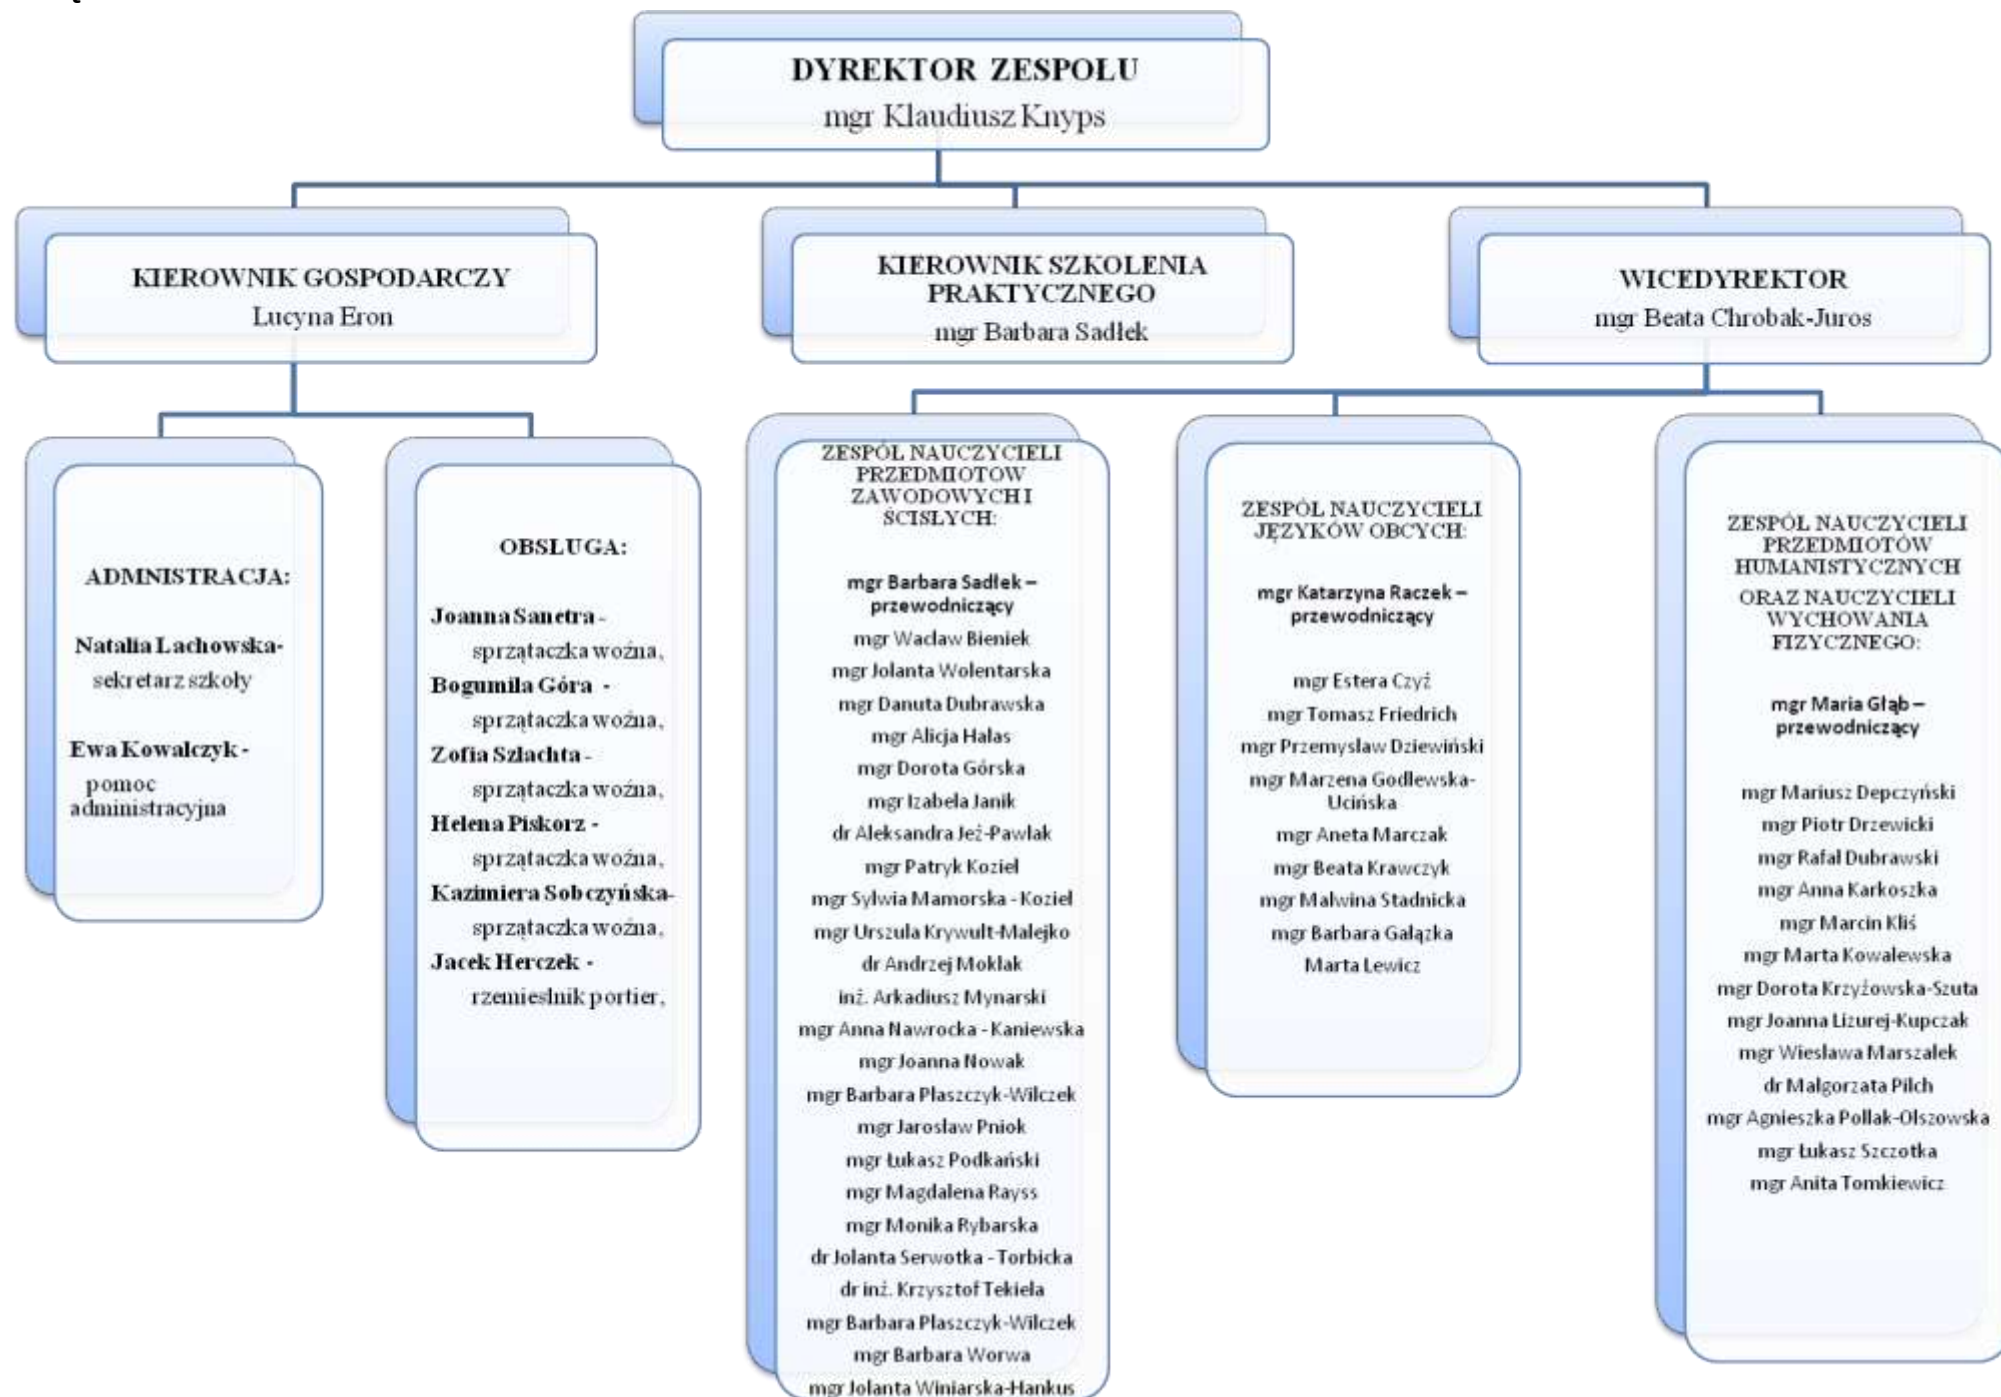 DYREKTOR ZESPOŁU
mgr Klaudiusz Knyps
KIEROWNIK GOSPODARCZY
Lucyna Eron
KIEROWNIK SZKOLENIA
PRAKTYCZNEGO
mgr Barbara Sadłek
WICEDYREKTOR
mgr Beata Chrobak-Juros
ADMNISTRACJA:
Natalia Lachowska-
sekretarz szkoły
Ewa Kowalczyk -
pomoc
administracyjna
OBSŁUGA:
Joanna Sanetra -
sprzątaczka woźna,
Bogumiła Góra -
sprzątaczka woźna,
Zofia Szlachta -
sprzątaczka woźna,
Helena Piskorz -
sprzątaczka woźna,
Kazimiera Sobczyńska-
sprzątaczka woźna,
Jacek Herczek -
rzemieślnik portier,
ZESPÓŁ NAUCZYCIELI
PRZEDMIOTÓW
ZAWODOWYCH I
ŚCISŁYCH:
mgr Barbara Sadłek –
przewodniczący
mgr Wacław Bieniek
mgr Jolanta Wolentarska
mgr Danuta Dubrawska
mgr Alicja Hałas
mgr Dorota Górska
mgr Izabela Janik
dr Aleksandra Jeż-Pawlak
mgr Patryk Kozieł
mgr Sylwia Mamorska - Kozieł
mgr Urszula Krywult-Malejko
dr Andrzej Moklak
inż. Arkadiusz Mynarski
mgr Anna Nawrocka - Kaniewska
mgr Joanna Nowak
mgr Barbara Płaszczyk-Wilczek
mgr Jarosław Pniok
mgr Łukasz Podkański
mgr Magdalena Rayss
mgr Monika Rybarska
dr Jolanta Serwotka - Torbicka
dr inż. Krzysztof Tekiela
mgr Barbara Płaszczyk-Wilczek
mgr Barbara Worwa
mgr Jolanta Winiarska-Hankus
ZESPÓŁ NAUCZYCIELI
JĘZYKÓW OBCYCH:
mgr Katarzyna Raczek –
przewodniczący
mgr Estera Czyż
mgr Tomasz Friedrich
mgr Przemysław Dziewiński
mgr Marzena Godlewska-
Ucińska
mgr Aneta Marczak
mgr Beata Krawczyk
mgr Malwina Stadnicka
mgr Barbara Gałązka
Marta Lewicz
ZESPÓŁ NAUCZYCIELI
PRZEDMIOTÓW
HUMANISTYCZNYCH
ORAZ NAUCZYCIELI
WYCHOWANIA
FIZYCZNEGO:
mgr Maria Głąb –
przewodniczący
mgr Mariusz Depczyński
mgr Piotr Drzewicki
mgr Rafał Dubrawski
mgr Anna Karkoszka
mgr Marcin Kliś
mgr Marta Kowalewska
mgr Dorota Krzyżowska-Szuta
mgr Joanna Lizurej-Kupczak
mgr Wiesława Marszałek
dr Małgorzata Pilch
mgr Agnieszka Pollak-Olszowska
mgr Łukasz Szczotka
mgr Anita Tomkiewicz